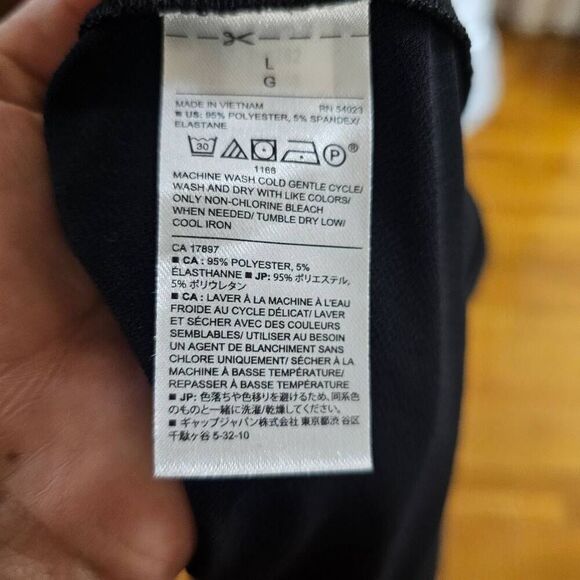 L
G
MADE IN VIETNAM RN 54023
■ US: 95% POLYESTER, 5% SPANDEX/
ELASTANE
30 P ®
1166
MACHINE WASH COLD GENTLE CYCLE/
WASH AND DRY WITH LIKE COLORS/
ONLY NON-CHLORINE BLEACH
WHEN NEEDED/ TUMBLE DRY LOW/
COOL IRON
CA 17897
■ CA : 95% POLYESTER, 5%
ÉLASTHANNE ■ JP: 95% ポリエステル,
5% ポリウレタン
■ CA : LAVER À LA MACHINE À L'EAU
FROIDE AU CYCLE DÉLICAT/ LAVER
ET SÉCHER AVEC DES COULEURS
SEMBLABLES/ UTILISER AU BESOIN
UN AGENT DE BLANCHIMENT SANS
CHLORE UNIQUEMENT/ SÉCHER À LA
MACHINE À BASSE TEMPÉRATURE/
REPASSER À BASSE TEMPÉRATURE
■ JP: 色落ちや色移りを避けるため、同系色
のものと一緒に洗濯/乾燥してください。
■ ギャップジャパン株式会社 東京都渋谷区
千駄ヶ谷 5-32-10